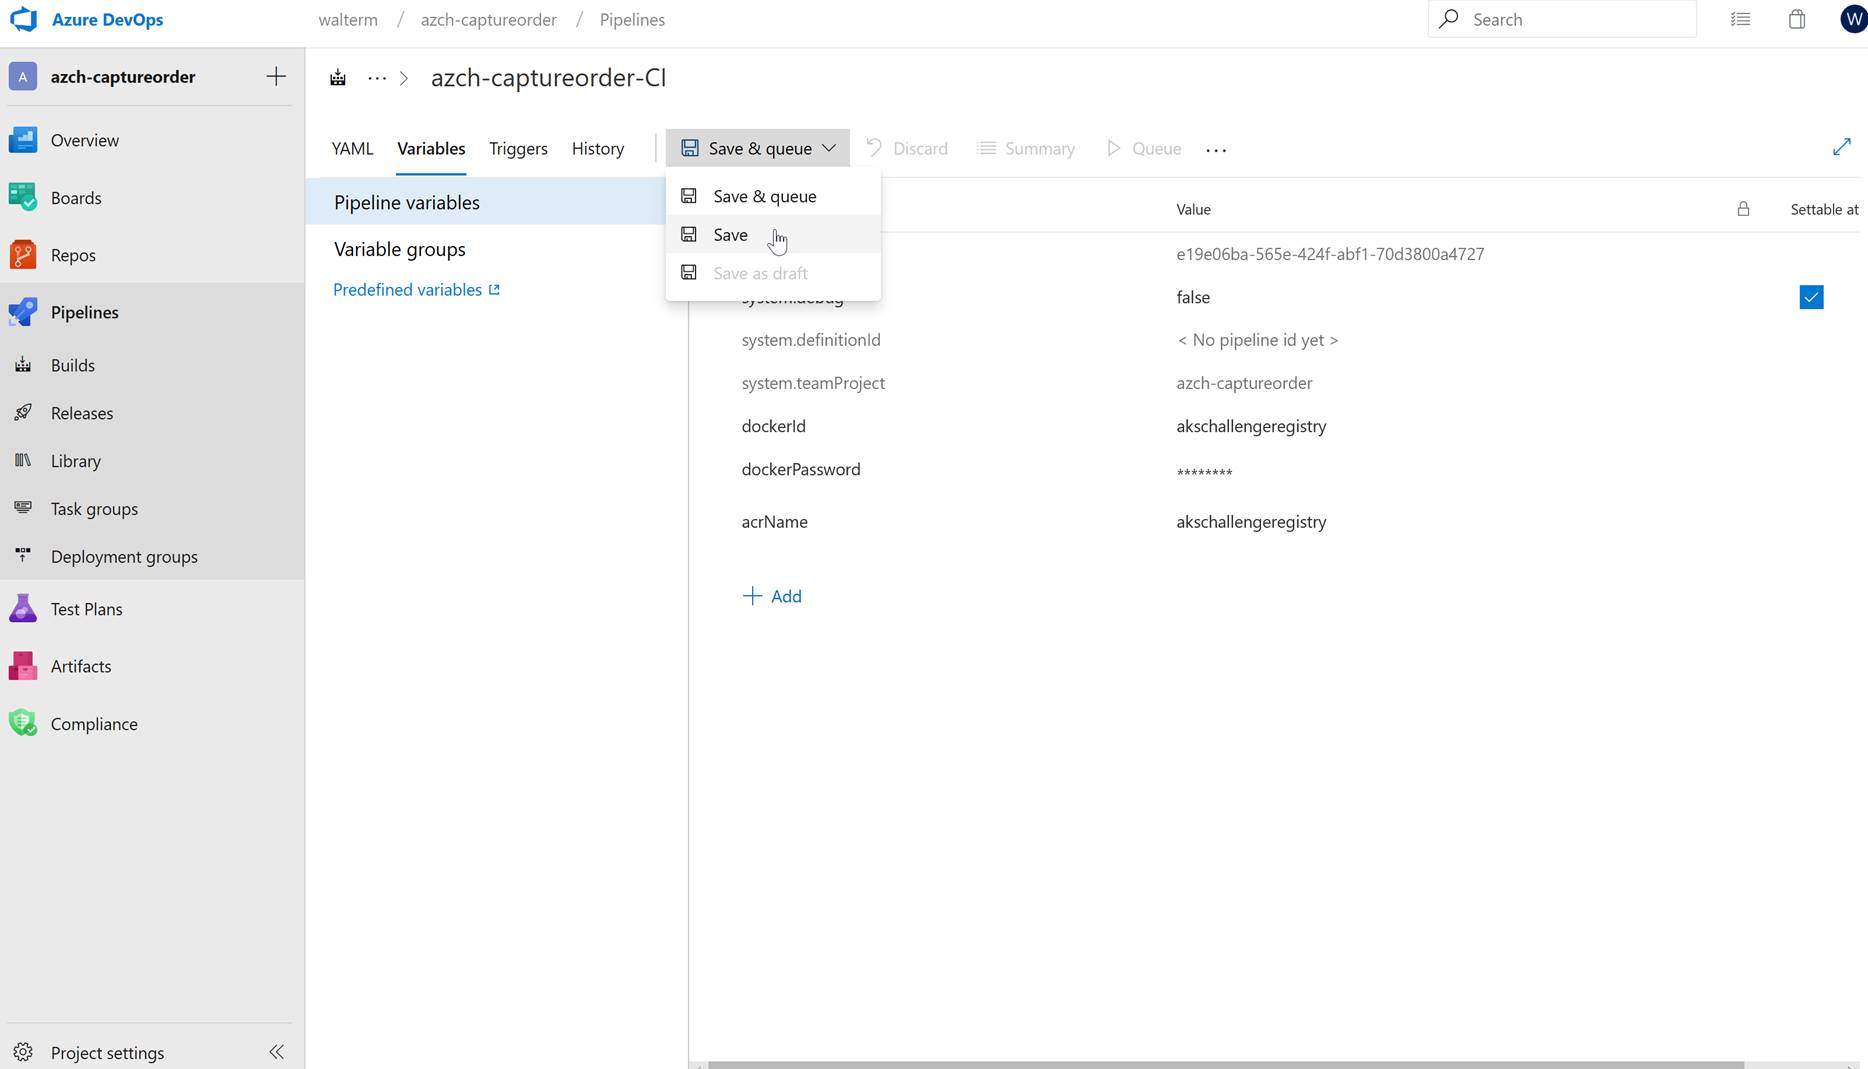 Azure DevOps
walterm / azch-captureorder / Pipelines
Search
W
A azch-captureorder
azch-captureorder-CI
Overview
Boards
Repos
Pipelines
Builds
Releases
Library
Task groups
Deployment groups
Test Plans
Artifacts
Compliance
Project settings
YAML Variables Triggers History Save & queue Discard Summary Queue ...
Pipeline variables
Variable groups
Predefined variables
Save & queue
Save
Save as draft
Value Settable at
e19e06ba-565e-424f-abf1-70d3800a4727
system.debug false
system.definitionId < No pipeline id yet >
system.teamProject azch-captureorder
dockerId akschallengeregistry
dockerPassword ********
acrName akschallengeregistry
Add